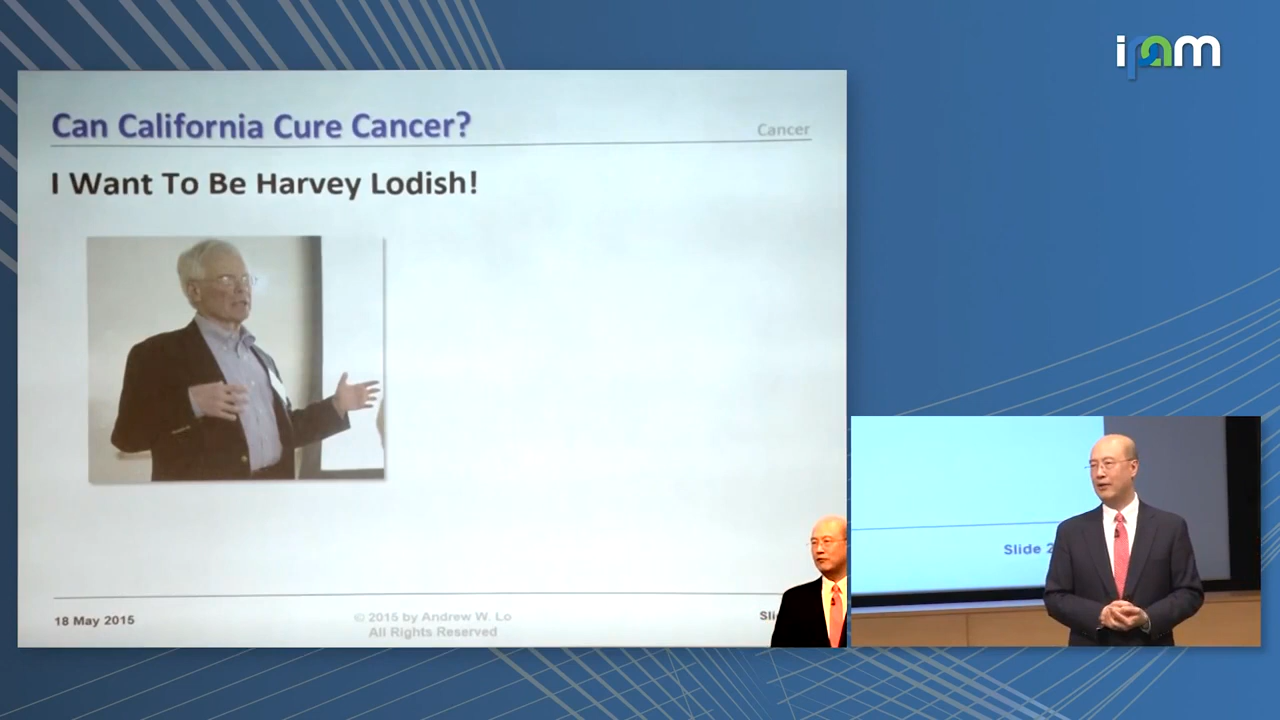 ipam
Can California Cure Cancer?
Cancer
I Want To Be Harvey Lodish!
18 May 2015
© 2015 by Andrew W. Lo
All Rights Reserved
Slide